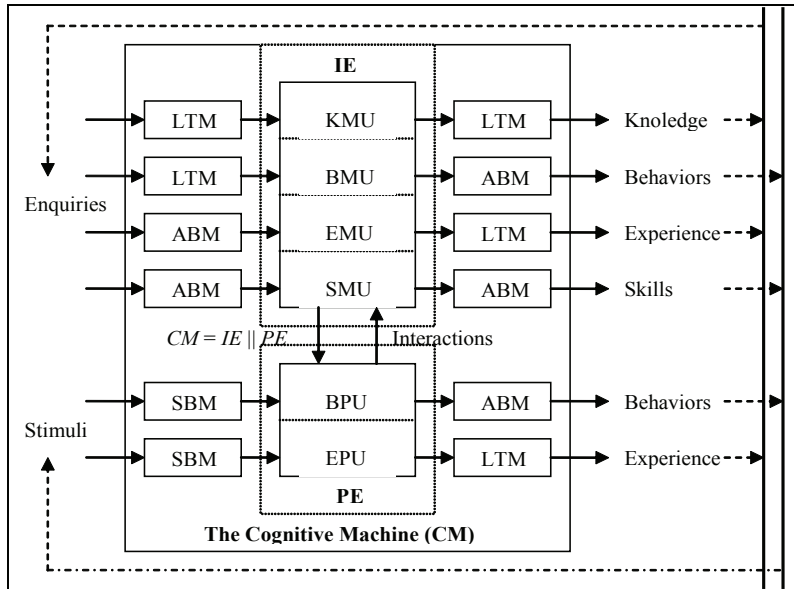 IE
LTM KMU LTM Knoledge
LTM BMU ABM Behaviors
Enquiries
ABM EMU LTM Experience
ABM SMU ABM Skills
CM = IE || PE Interactions
SBM BPU ABM Behaviors
Stimuli
SBM EPU LTM Experience
PE
The Cognitive Machine (CM)